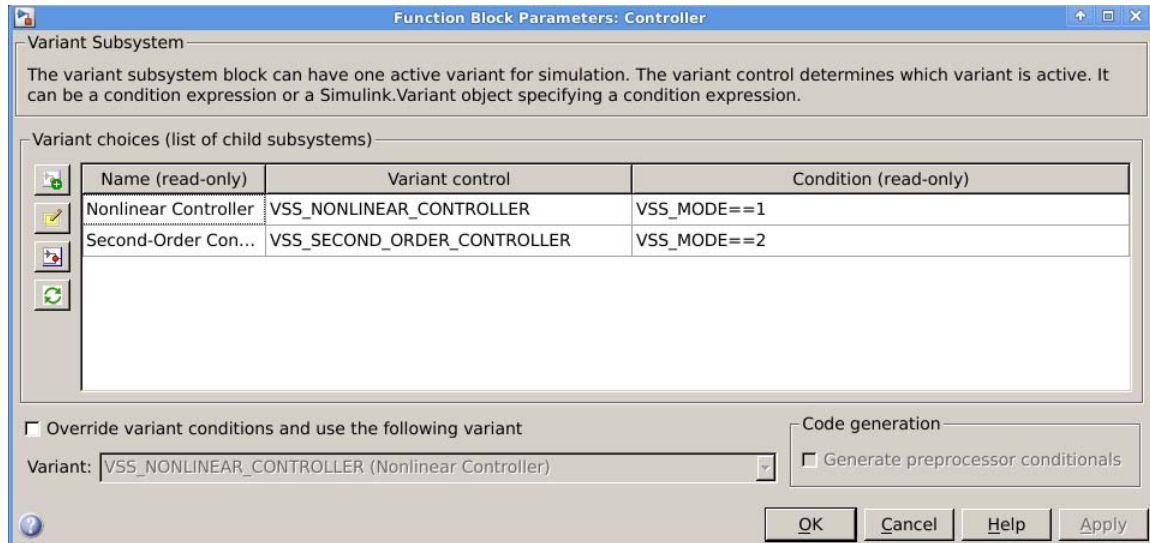 Function Block Parameters: Controller
Variant Subsystem
The variant subsystem block can have one active variant for simulation. The variant control determines which variant is active. It
can be a condition expression or a Simulink.Variant object specifying a condition expression.
Variant choices (list of child subsystems)
Name (read-only) Variant control Condition (read-only)
Nonlinear Controller VSS_NONLINEAR_CONTROLLER VSS_MODE==1
Second-Order Con... VSS_SECOND_ORDER_CONTROLLER VSS_MODE==2
Override variant conditions and use the following variant
Code generation
Variant: VSS_NONLINEAR_CONTROLLER (Nonlinear Controller)
Generate preprocessor conditionals
OK Cancel Help Apply